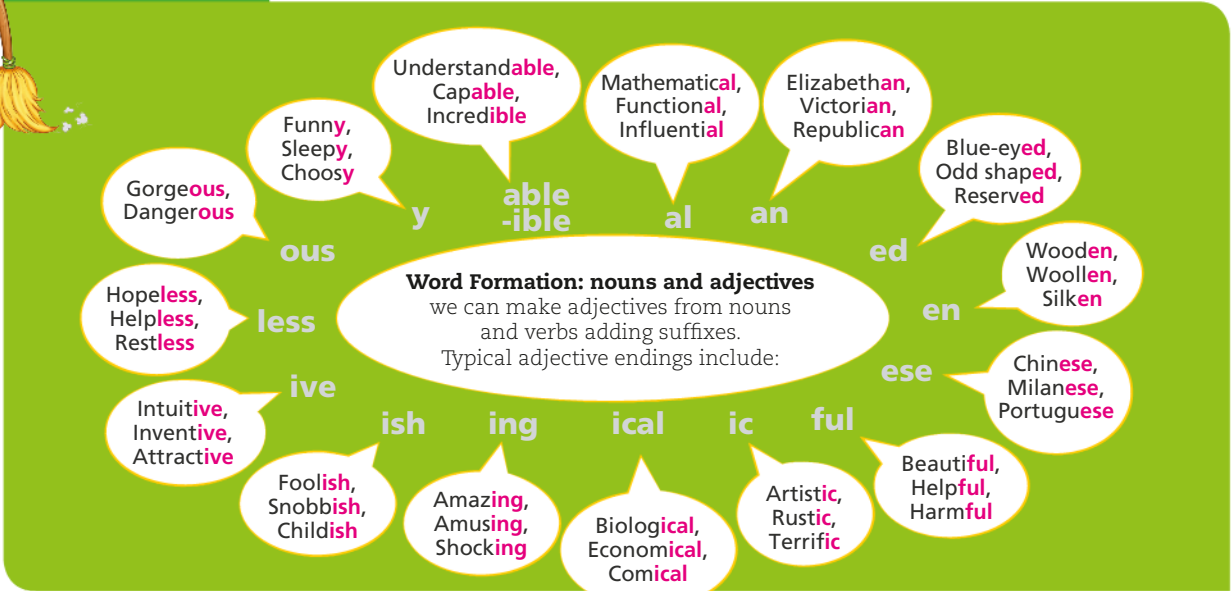 Understandable,
Capable,
Incredible
Mathematical,
Functional,
Influential
Elizabethan,
Victorian,
Republican
Funny,
Sleepy,
Choosy
Blue-eyed,
Odd shaped,
Reserved
Gorgeous,
Dangerous
y
able
-ible
al
an
ous
ed
Wooden,
Woollen,
Silken
Word Formation: nouns and adjectives
we can make adjectives from nouns
and verbs adding suffixes.
Typical adjective endings include:
Hopeless,
Helpless,
Restless
less
en
ese
Chinese,
Milanese,
Portuguese
ive
Intuitive,
Inventive,
Attractive
ish
ing
ical
ic
ful
Foolish,
Snobbish,
Childish
Amazing,
Amusing,
Shocking
Biological,
Economical,
Comical
Artistic,
Rustic,
Terrific
Beautiful,
Helpful,
Harmful